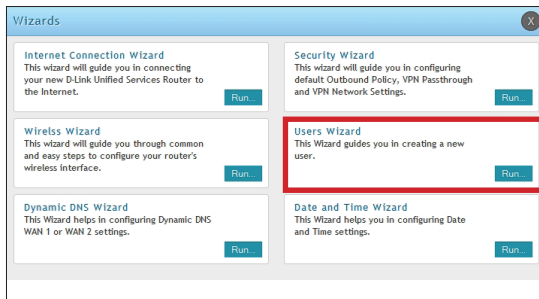 Wizards
X
Internet Connection Wizard
This wizard will guide you in connecting
your new D-Link Unified Services Router to
the Internet.
Run...
Security Wizard
This wizard will guide you in configuring
default Outbound Policy, VPN Passthrough
and VPN Network Settings.
Run...
Wirelss Wizard
This wizard will guide you through common
and easy steps to configure your router's
wireless interface.
Run...
Users Wizard
This Wizard guides you in creating a new
user.
Run...
Dynamic DNS Wizard
This Wizard helps in configuring Dynamic DNS
WAN 1 or WAN 2 settings.
Run...
Date and Time Wizard
This Wizard helps you in configuring Date
and Time settings.
Run...